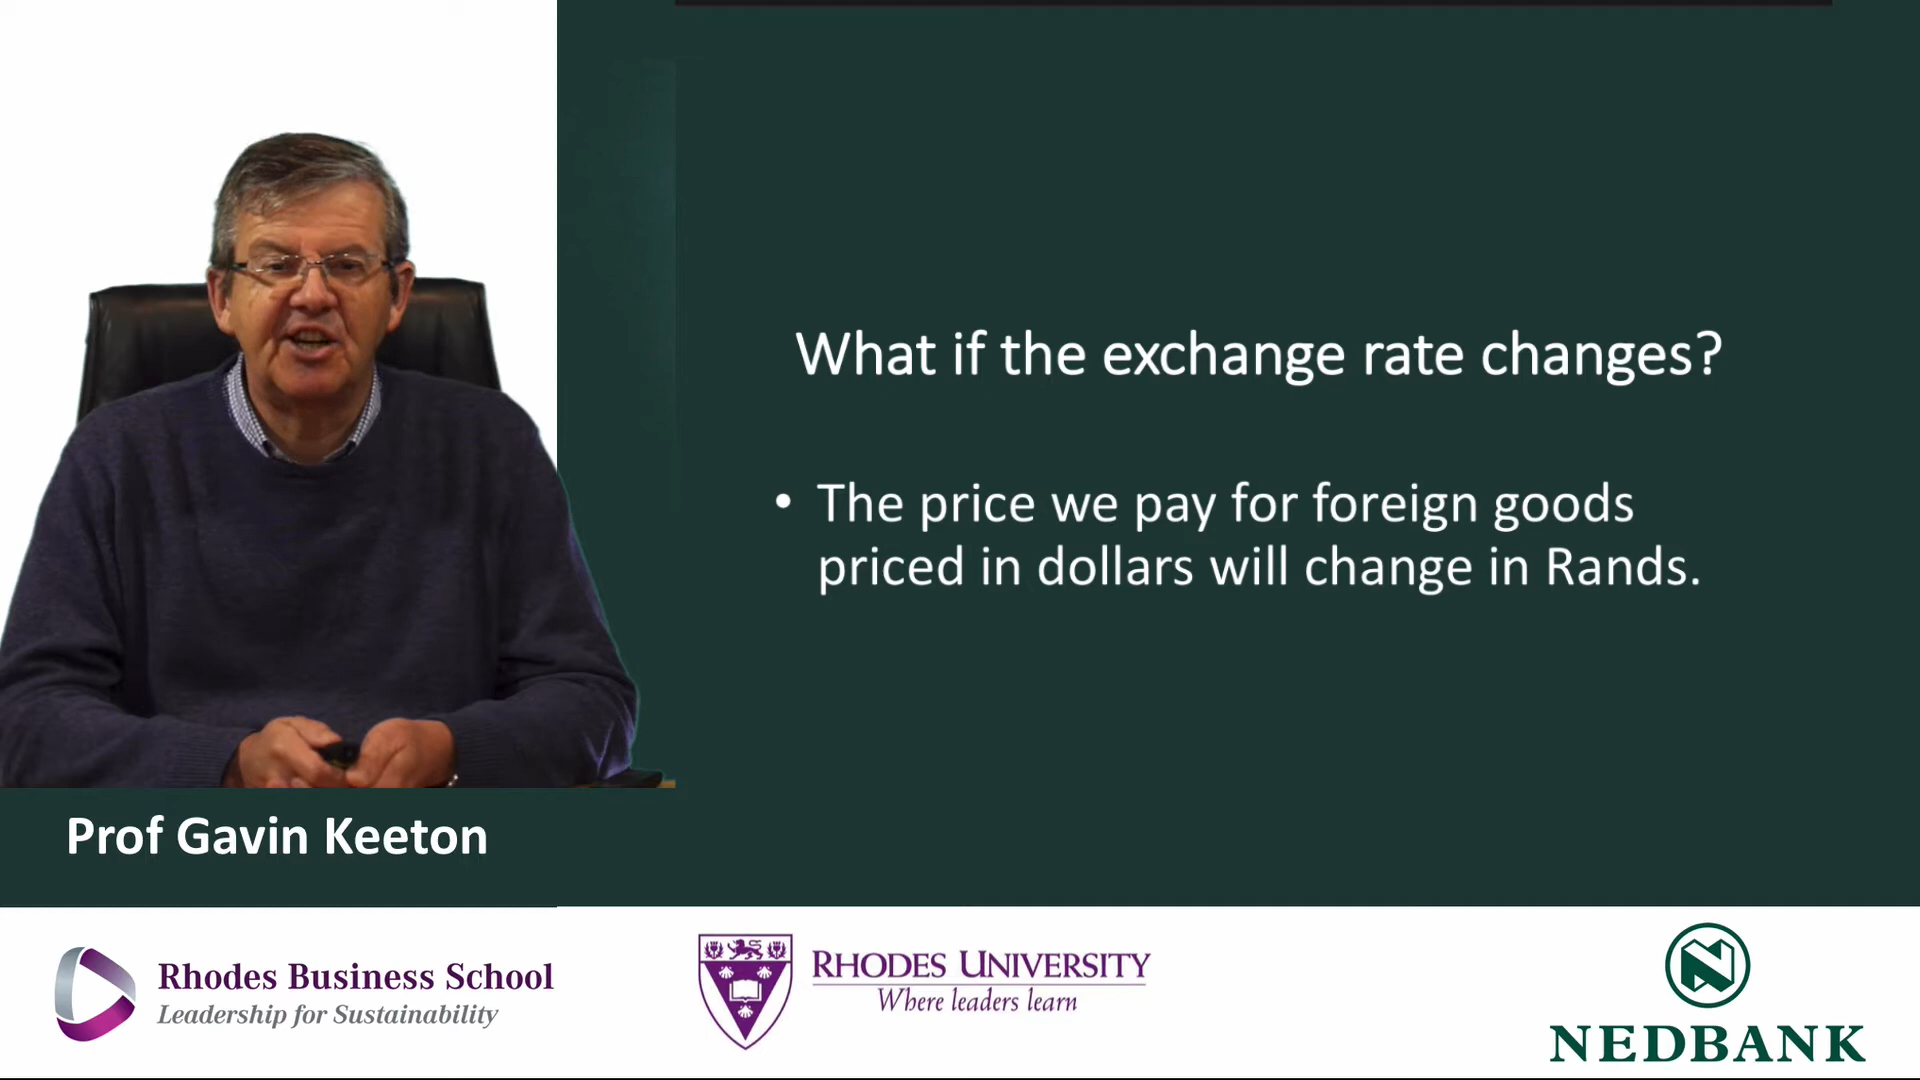 What if the exchange rate changes?
• The price we pay for foreign goods
priced in dollars will change in Rands.
Prof Gavin Keeton
Rhodes Business School
Leadership for Sustainability
RHODES UNIVERSITY
Where leaders learn
NEDBANK